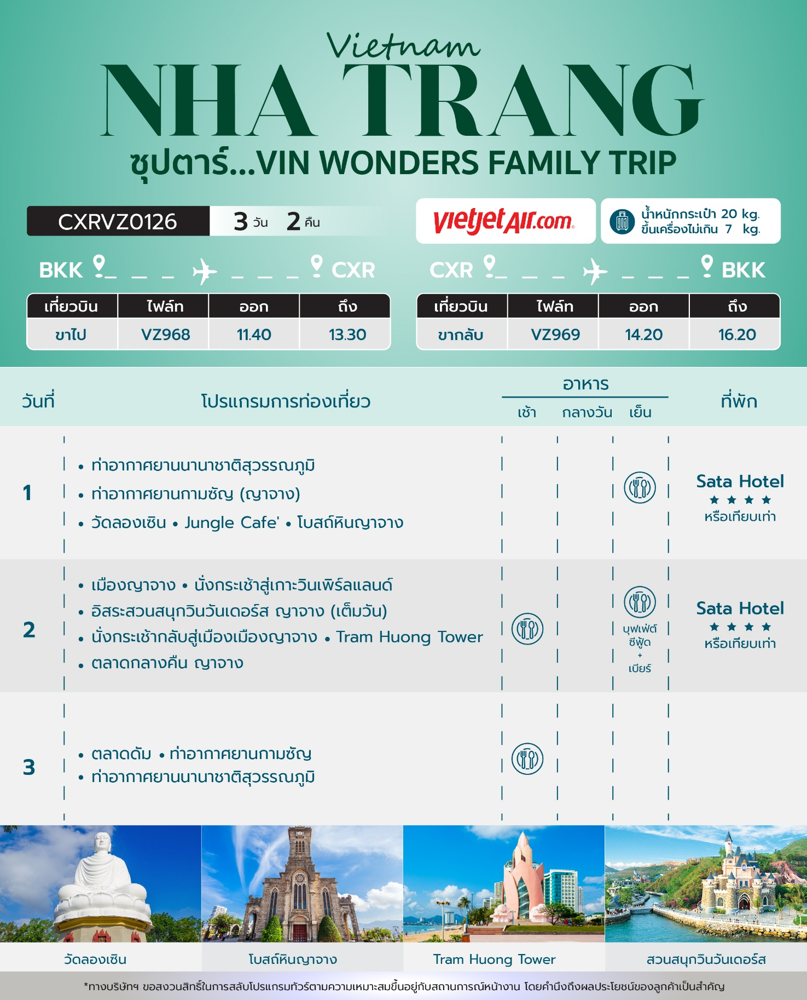 Vietnam
NHA TRANG
ซุปตาร์...VIN WONDERS FAMILY TRIP
CXRVZ0126 3 วัน 2 คืน
vietjetAir.com
น้ำหนักกระเป๋า 20 kg.
ขึ้นเครื่องไม่เกิน 7 kg.
BKK CXR
เที่ยวบิน ไฟล์ท ออก ถึง
ขาไป VZ968 11.40 13.30
CXR BKK
เที่ยวบิน ไฟล์ท ออก ถึง
ขากลับ VZ969 14.20 16.20
วันที่ โปรแกรมการท่องเที่ยว อาหาร ที่พัก
เช้า กลางวัน เย็น
1
• ท่าอากาศยานนานาชาติสุวรรณภูมิ
• ท่าอากาศยานกามซัญ (ญาจาง)
• วัดลองเซิน • Jungle Cafe' • โบสถ์หินญาจาง
Sata Hotel
★ ★ ★ ★
หรือเทียบเท่า
2
• เมืองญาจาง • นั่งกระเช้าสู่เกาะวินเพิร์ลแลนด์
• อิสระสวนสนุกวินวันเดอร์ส ญาจาง (เต็มวัน)
• นั่งกระเช้ากลับสู่เมืองเมืองญาจาง • Tram Huong Tower
• ตลาดกลางคืน ญาจาง
บุฟเฟ่ต์
ซีฟู้ด
+
เบียร์
Sata Hotel
★ ★ ★ ★
หรือเทียบเท่า
3
• ตลาดดัม • ท่าอากาศยานกามซัญ
• ท่าอากาศยานนานาชาติสุวรรณภูมิ
วัดลองเซิน
โบสถ์หินญาจาง
Tram Huong Tower
สวนสนุกวินวันเดอร์ส
*ทางบริษัทฯ ขอสงวนสิทธิ์ในการสลับโปรแกรมทัวร์ตามความเหมาะสมขึ้นอยู่กับสถานการณ์หน้างาน โดยคำนึงถึงผลประโยชน์ของลูกค้าเป็นสำคัญ